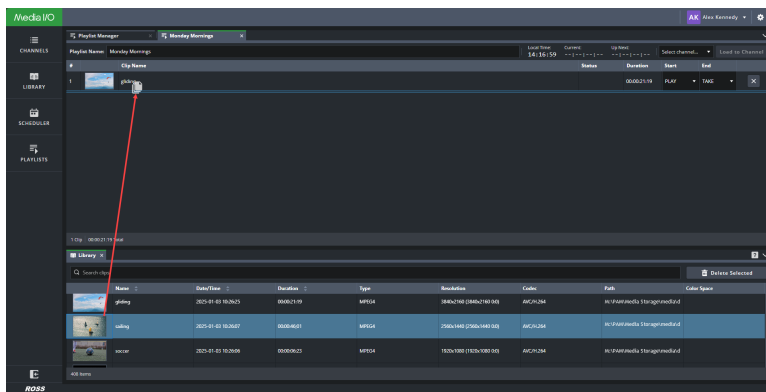 Media I/O
AK Alex Kennedy
CHANNELS
LIBRARY
SCHEDULER
PLAYLISTS
Playlist Manager × Monday Mornings ×
Playlist Name: Monday Mornings
Local Time 14:16:59 Current --:--:-- Up Next --:--:-- Select channel... Load to Channel
# Clip Name Status Duration Start End
1 gliding 00:00:21:19 PLAY TAKE
1 Clip 00:00:21:19 Total
Library ×
Search clips Delete Selected
Name Date/Time Duration Type Resolution Codec Path Color Space
gliding 2025-01-03 10:26:25 00:00:21:19 MPEG4 3840x2160 (3840x2160 0:0) AVC/H.264
sailing 2025-01-03 10:26:07 00:00:46:01 MPEG4 2560x1440 (2560x1440 0:0) AVC/H.264
soccer 2025-01-03 10:26:06 00:00:06:23 MPEG4 1920x1080 (1920x1080 0:0) AVC/H.264
400 items
ROSS